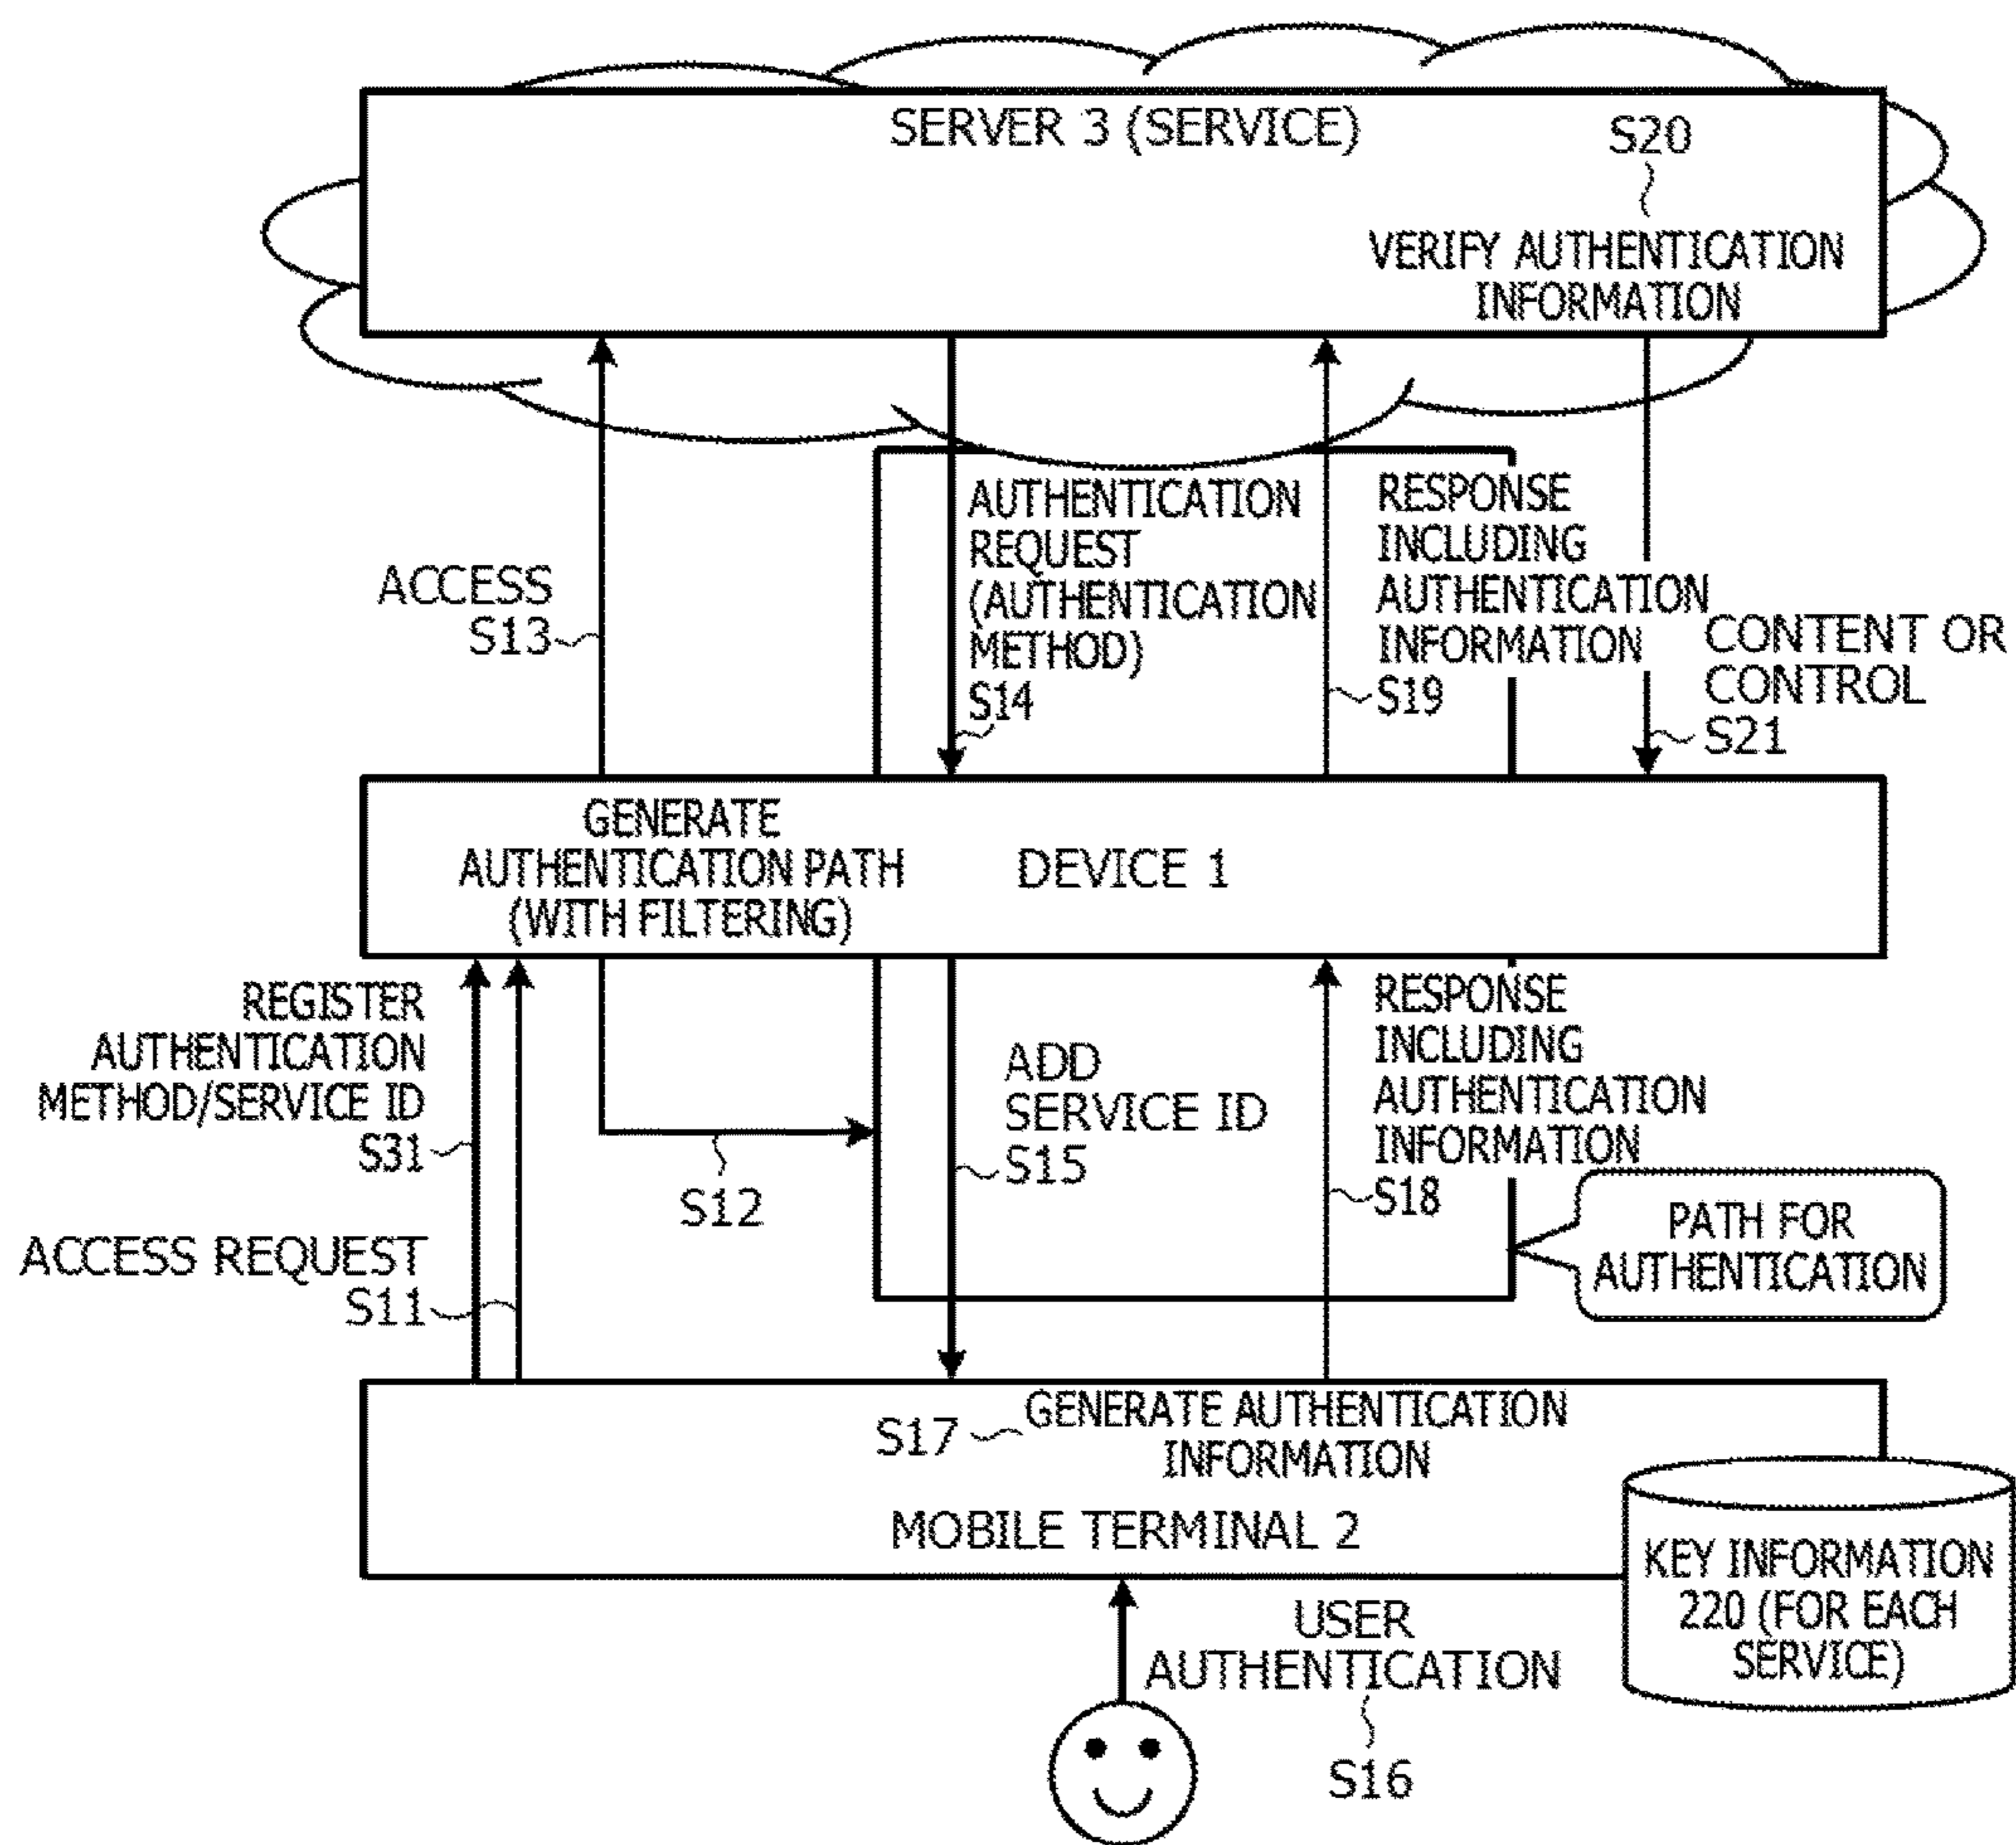 SERVER 3 (SERVICE)
S20
VERIFY AUTHENTICATION
INFORMATION
ACCESS
S13
AUTHENTICATION
REQUEST
(AUTHENTICATION
METHOD)
S14
RESPONSE
INCLUDING
AUTHENTICATION
INFORMATION
S19
CONTENT OR
CONTROL
S21
GENERATE
AUTHENTICATION PATH
(WITH FILTERING)
DEVICE 1
REGISTER
AUTHENTICATION
METHOD/SERVICE ID
S31
ACCESS REQUEST
S11
S12
ADD
SERVICE ID
S15
RESPONSE
INCLUDING
AUTHENTICATION
INFORMATION
S18
PATH FOR
AUTHENTICATION
S17
GENERATE AUTHENTICATION
INFORMATION
MOBILE TERMINAL 2
KEY INFORMATION
220 (FOR EACH
SERVICE)
USER
AUTHENTICATION
S16